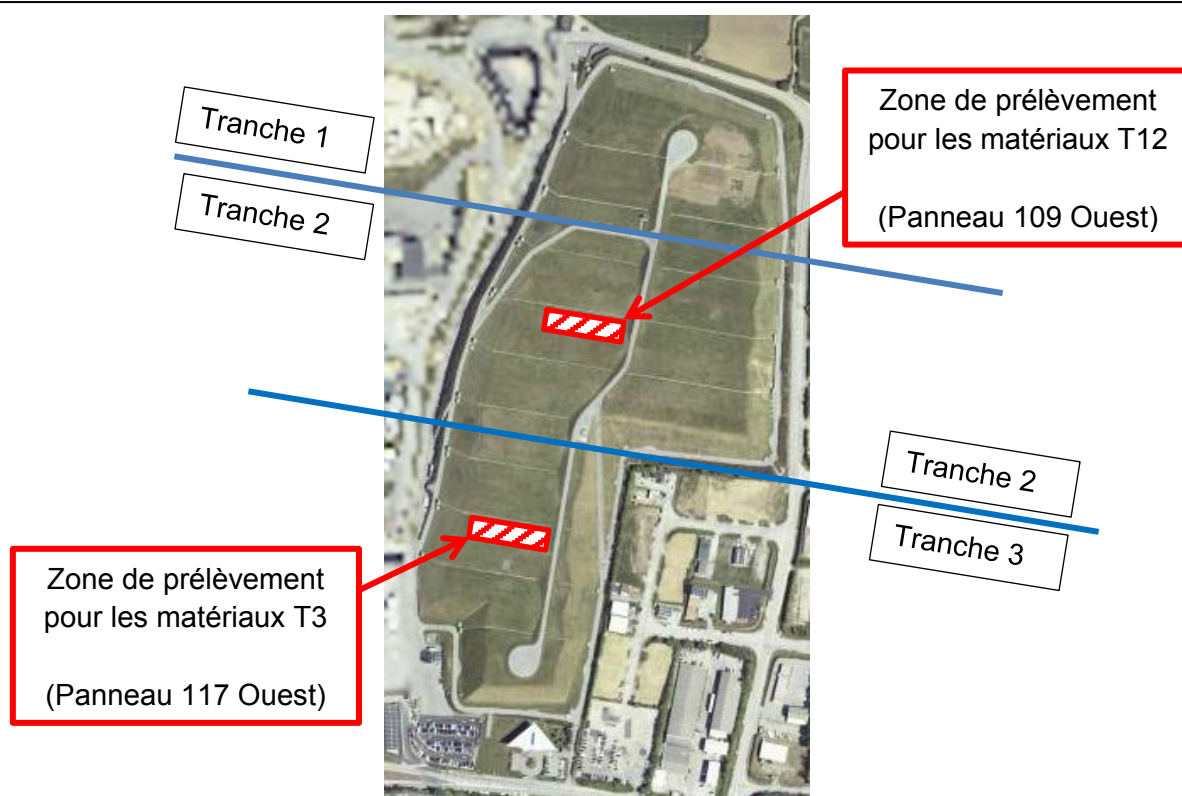 Tranche 1
Tranche 2
Zone de prélèvement
pour les matériaux T12
(Panneau 109 Ouest)
Tranche 2
Tranche 3
Zone de prélèvement
pour les matériaux T3
(Panneau 117 Ouest)